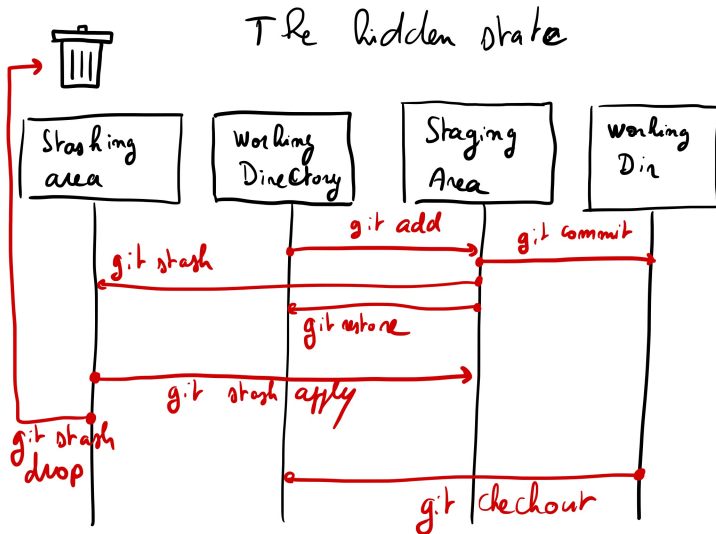 The hidden state
Stashing
area
Working
Directory
Staging
Area
Working
Dir
git add
git commit
git stash
git restore
git stash apply
git stash
drop
git checkout